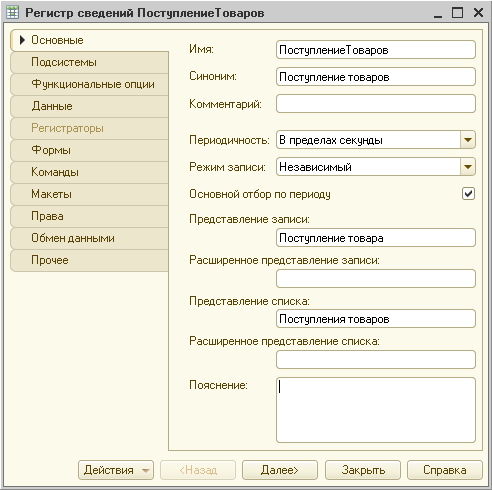 Регистр сведений ПоступлениеТоваров
Основные
Подсистемы
Функциональные опции
Данные
Регистраторы
Формы
Команды
Макеты
Права
Обмен данными
Прочее
Имя: ПоступлениеТоваров
Синоним: Поступление товаров
Комментарий:
Периодичность: В пределах секунды
Режим записи: Независимый
Основной отбор по периоду
Представление записи:
Поступление товара
Расширенное представление записи:
Представление списка:
Поступления товаров
Расширенное представление списка:
Пояснение:
Действия <Назад Далее> Закрыть Справка